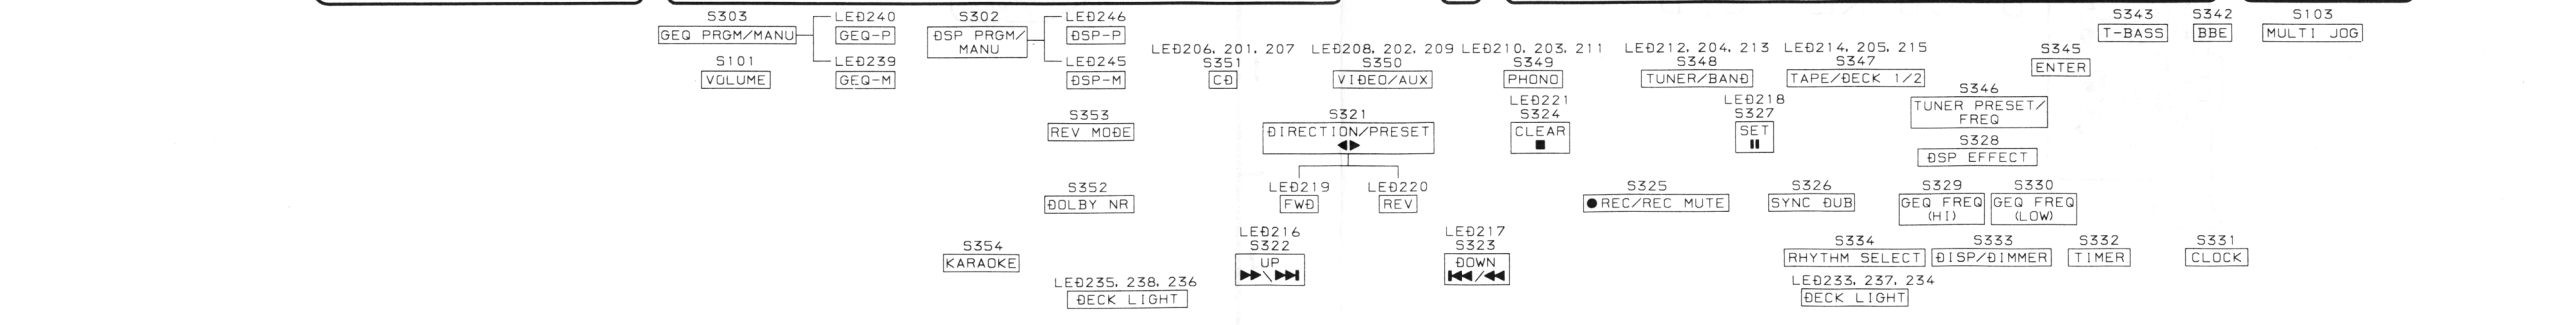 S303
GEQ PRGM/MANU
LED240
GEQ-P
S101
VOLUME
LED239
GEQ-M
S302
DSP PRGM/
MANU
LED246
DSP-P
LED245
DSP-M
LED206, 201, 207
S351
CD
LED208, 202, 209
S350
VIDEO/AUX
LED210, 203, 211
S349
PHONO
LED212, 204, 213
S348
TUNER/BAND
LED214, 205, 215
S347
TAPE/DECK 1/2
S343
T-BASS
S342
BBE
S103
MULTI JOG
S345
ENTER
S346
TUNER PRESET/
FREQ
S353
REV MODE
S321
DIRECTION/PRESET
◀▶
LED221
S324
CLEAR
■
LED218
S327
SET
⏸
S328
DSP EFFECT
S352
DOLBY NR
LED219
FWD
LED220
REV
S325
●REC/REC MUTE
S326
SYNC DUB
S329
GEQ FREQ
(HI)
S330
GEQ FREQ
(LOW)
S354
KARAOKE
LED216
S322
UP
▶▶\▶▶|
LED217
S323
DOWN
|◀◀/◀◀
S334
RHYTHM SELECT
S333
DISP/DIMMER
S332
TIMER
S331
CLOCK
LED235, 238, 236
DECK LIGHT
LED233, 237, 234
DECK LIGHT